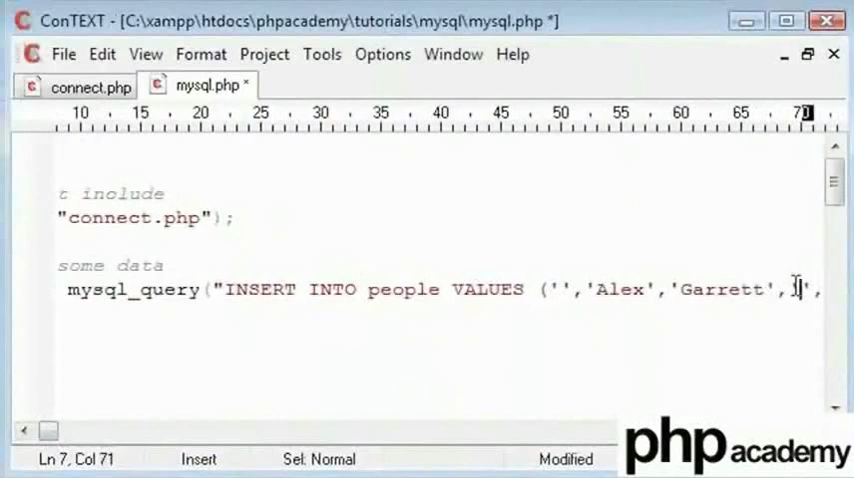 ConTEXT - [C:\xampp\htdocs\phpacademy\tutorials\mysql\mysql.php *]
File Edit View Format Project Tools Options Window Help
connect.php mysql.php *
10 15 20 25 30 35 40 45 50 55 60 65 70
t include
"connect.php");
some data
mysql_query("INSERT INTO people VALUES ('','Alex','Garrett','',
Ln 7, Col 71 Insert Sel: Normal Modified
php academy